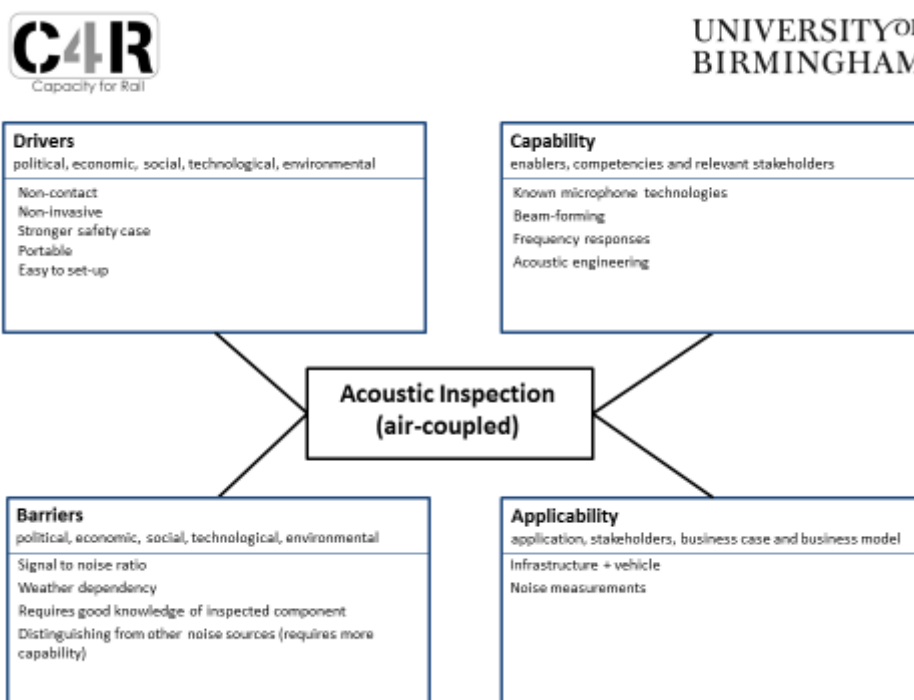 C4R
Capacity for Rail
UNIVERSITY OF
BIRMINGHAM
Drivers
political, economic, social, technological, environmental
Non-contact
Non-invasive
Stronger safety case
Portable
Easy to set-up
Capability
enablers, competencies and relevant stakeholders
Known microphone technologies
Beam-forming
Frequency responses
Acoustic engineering
Acoustic Inspection
(air-coupled)
Barriers
political, economic, social, technological, environmental
Signal to noise ratio
Weather dependency
Requires good knowledge of inspected component
Distinguishing from other noise sources (requires more
capability)
Applicability
application, stakeholders, business case and business model
Infrastructure + vehicle
Noise measurements